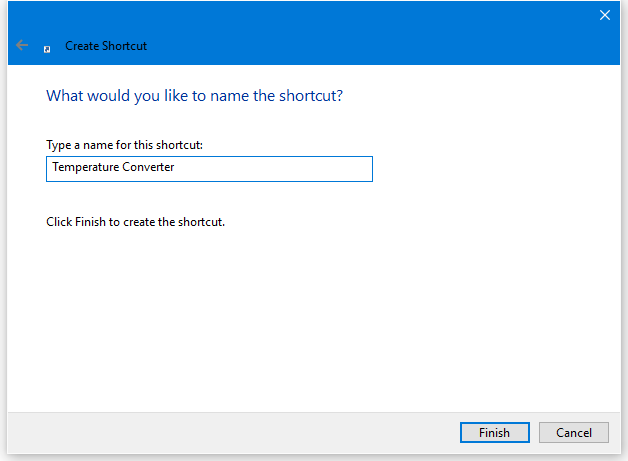 Create Shortcut
What would you like to name the shortcut?
Type a name for this shortcut:
Temperature Converter
Click Finish to create the shortcut.
Finish Cancel